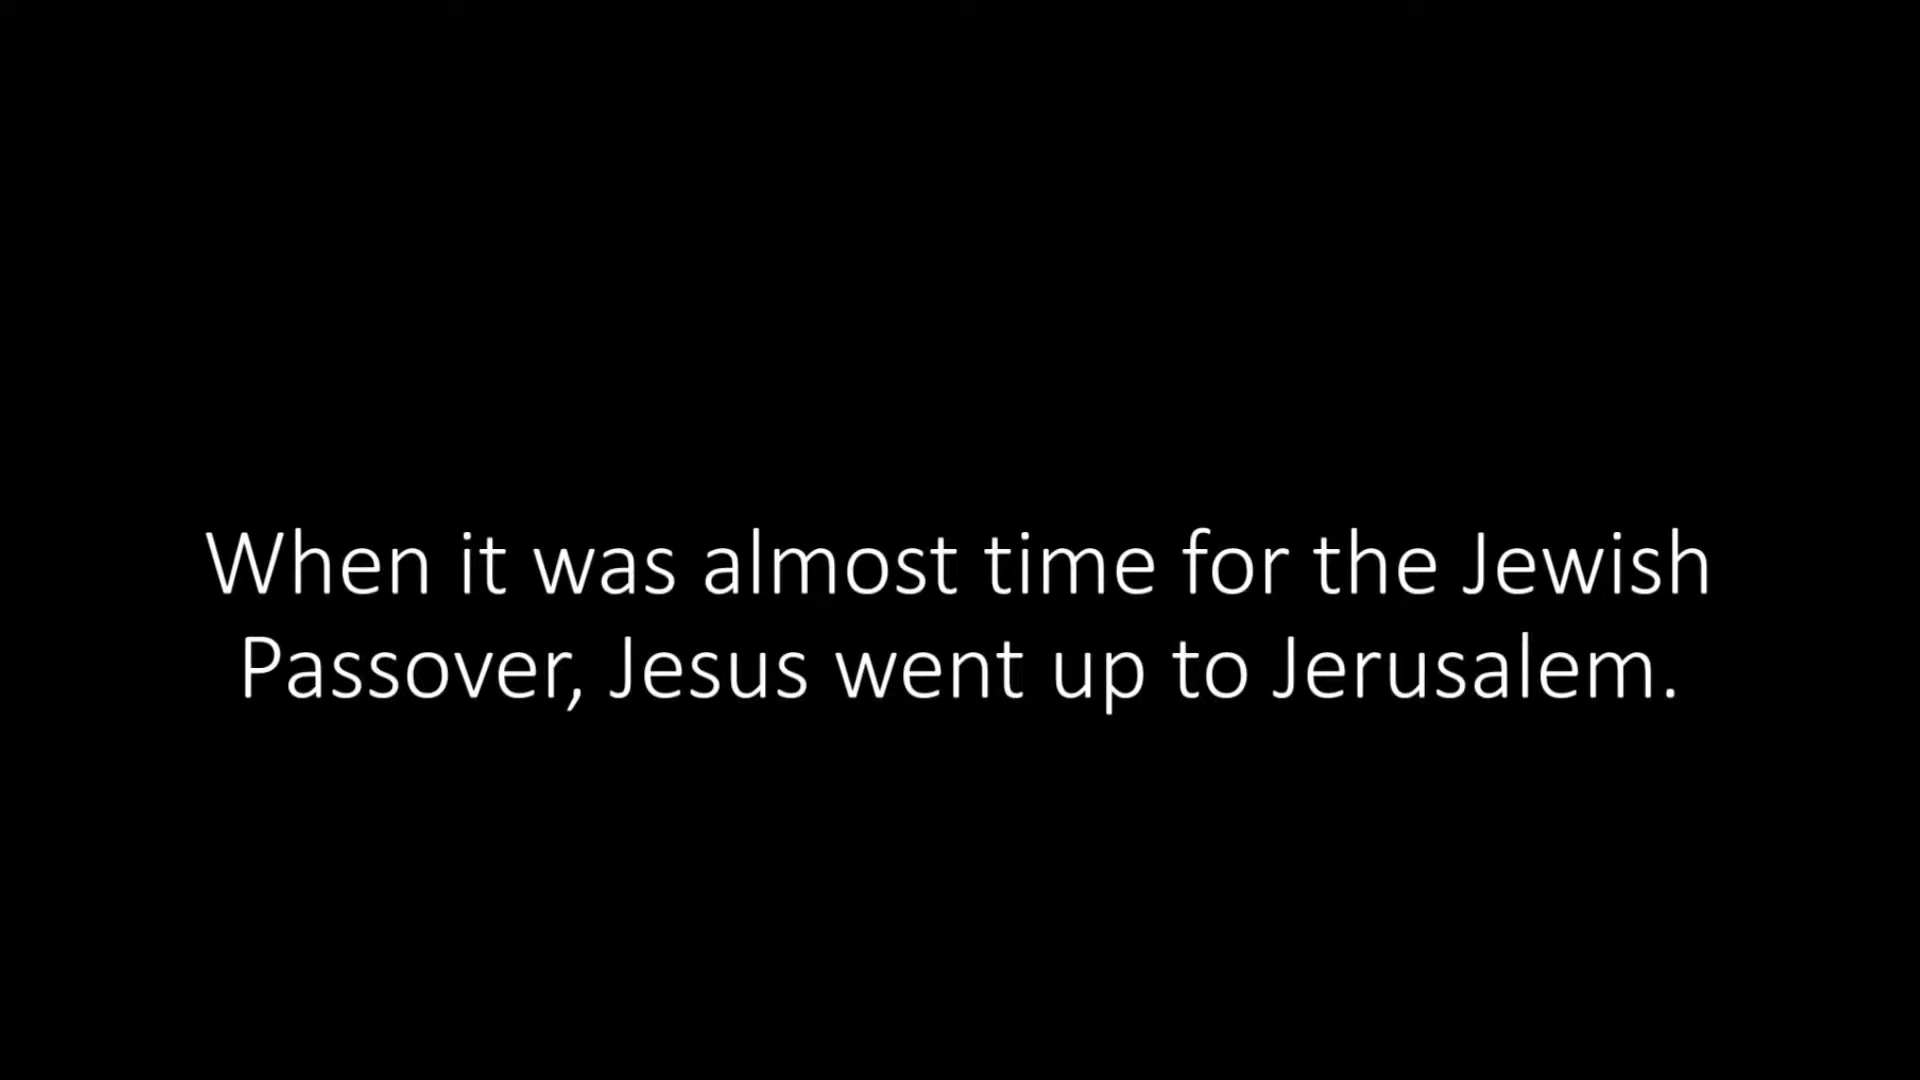 When it was almost time for the Jewish
Passover, Jesus went up to Jerusalem.